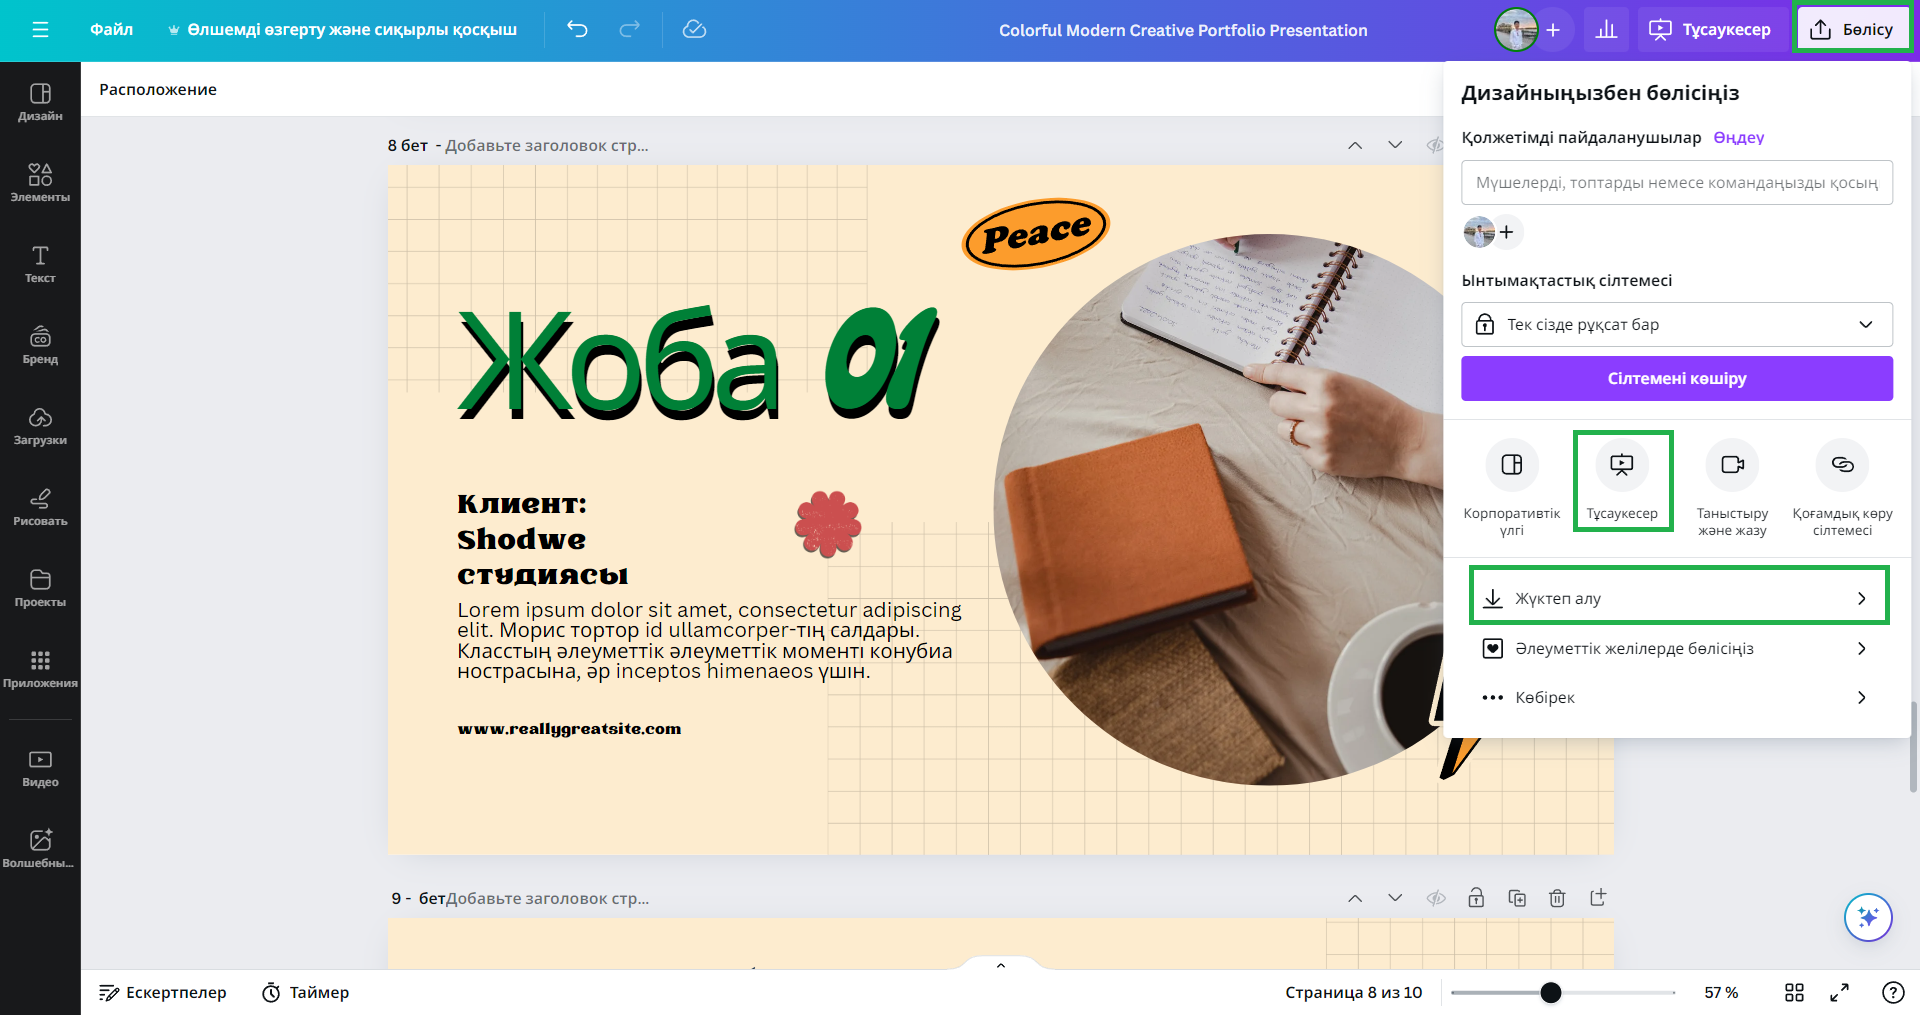 Файл
Өлшемді өзгерту және сиқырлы қосқыш
Colorful Modern Creative Portfolio Presentation
Тұсаукесер
Бөлісу
Дизайн
Элементы
Текст
Бренд
Загрузки
Рисовать
Проекты
Приложения
Видео
Волшебны...
Расположение
8 бет - Добавьте заголовок стр...
Peace
Жоба 01
Клиент:
Shodwe
студиясы
Lorem ipsum dolor sit amet, consectetur adipiscing
elit. Морис тортор id ullamcorper-тің салдары.
Класстың әлеуметтік әлеуметтік моменті конубиа
нострасына, әр inceptos himenaeos үшін.
www.reallygreatsite.com
9 - бетДобавьте заголовок стр...
Дизайныңызбен бөлісіңіз
Қолжетімді пайдаланушылар Өңдеу
Мүшелерді, топтарды немесе командаңызды қосың
Ынтымақтастық сілтемесі
Тек сізде рұқсат бар
Сілтемені көшіру
Корпоративтік
үлгі
Тұсаукесер
Таныстыру
және жазу
Қоғамдық көру
сілтемесі
Жүктеп алу
Әлеуметтік желілерде бөлісіңіз
Көбірек
Ескертпелер
Таймер
Страница 8 из 10
57 %